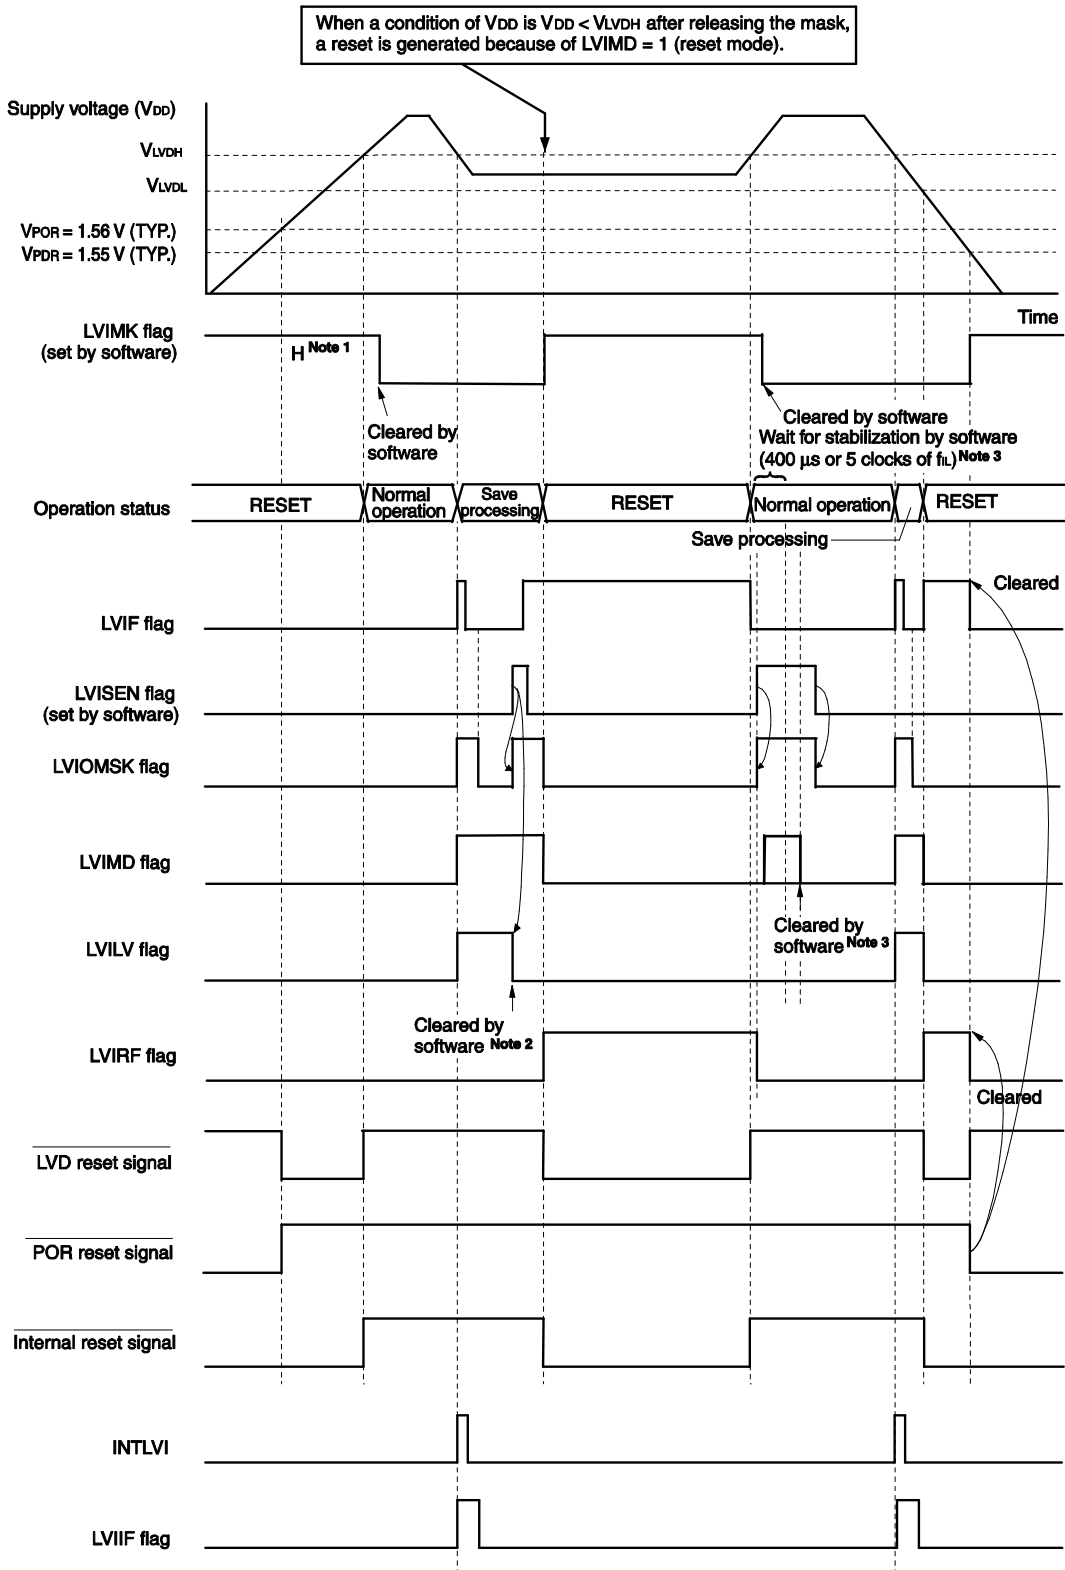 When a condition of VDD is VDD < VLVDH after releasing the mask,
a reset is generated because of LVIMD = 1 (reset mode).
Supply voltage (VDD)
VLVDH
VLVDL
VPOR = 1.56 V (TYP.)
VPDR = 1.55 V (TYP.)
Time
LVIMK flag
(set by software)
H Note 1
Cleared by
software
Cleared by software
Wait for stabilization by software
(400 μs or 5 clocks of fIL) Note 3
Operation status
RESET
Normal
operation
Save
processing
RESET
Normal operation
RESET
Save processing
LVIF flag
Cleared
LVISEN flag
(set by software)
LVIOMSK flag
LVIMD flag
Cleared by
software Note 3
LVILV flag
Cleared by
software Note 2
LVIRF flag
Cleared
LVD reset signal
POR reset signal
Internal reset signal
INTLVI
LVIIF flag